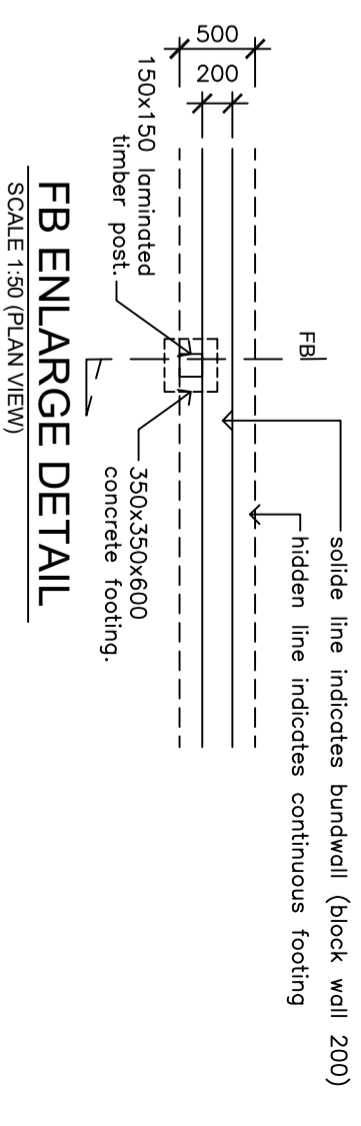 solide line indicates bundwall (block wall 200)
hidden line indicates continuous footing
FB
500
200
150x150 laminated
timber post.
350x350x600
concrete footing.
FB ENLARGE DETAIL
SCALE 1:50 (PLAN VIEW)